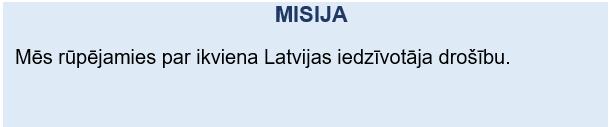 MISIJA
Mēs rūpējamies par ikviena Latvijas iedzīvotāja drošību.